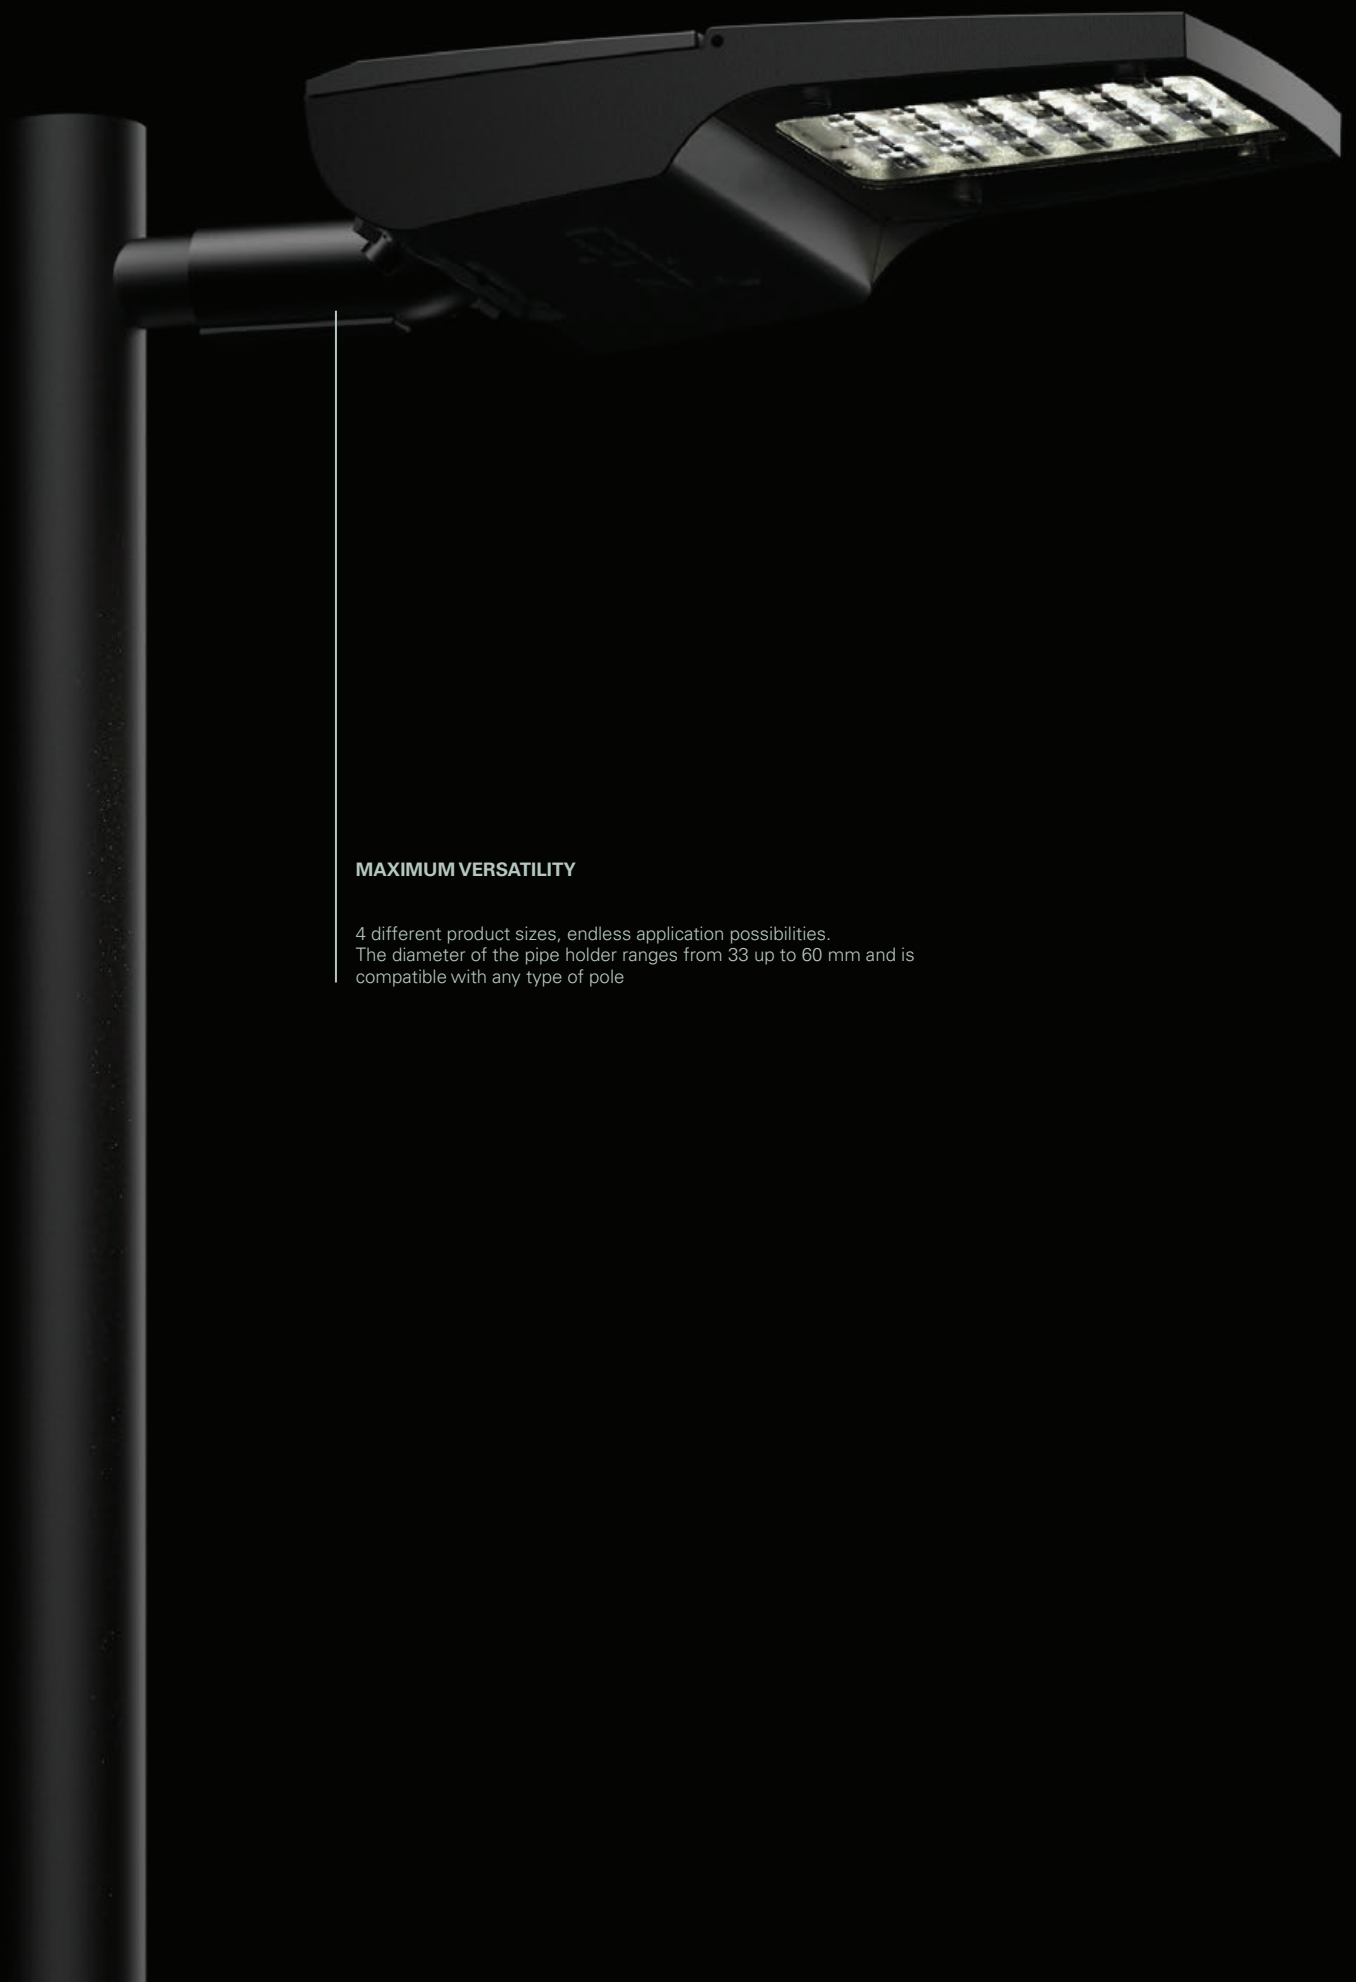 MAXIMUM VERSATILITY
4 different product sizes, endless application possibilities.
The diameter of the pipe holder ranges from 33 up to 60 mm and is
compatible with any type of pole